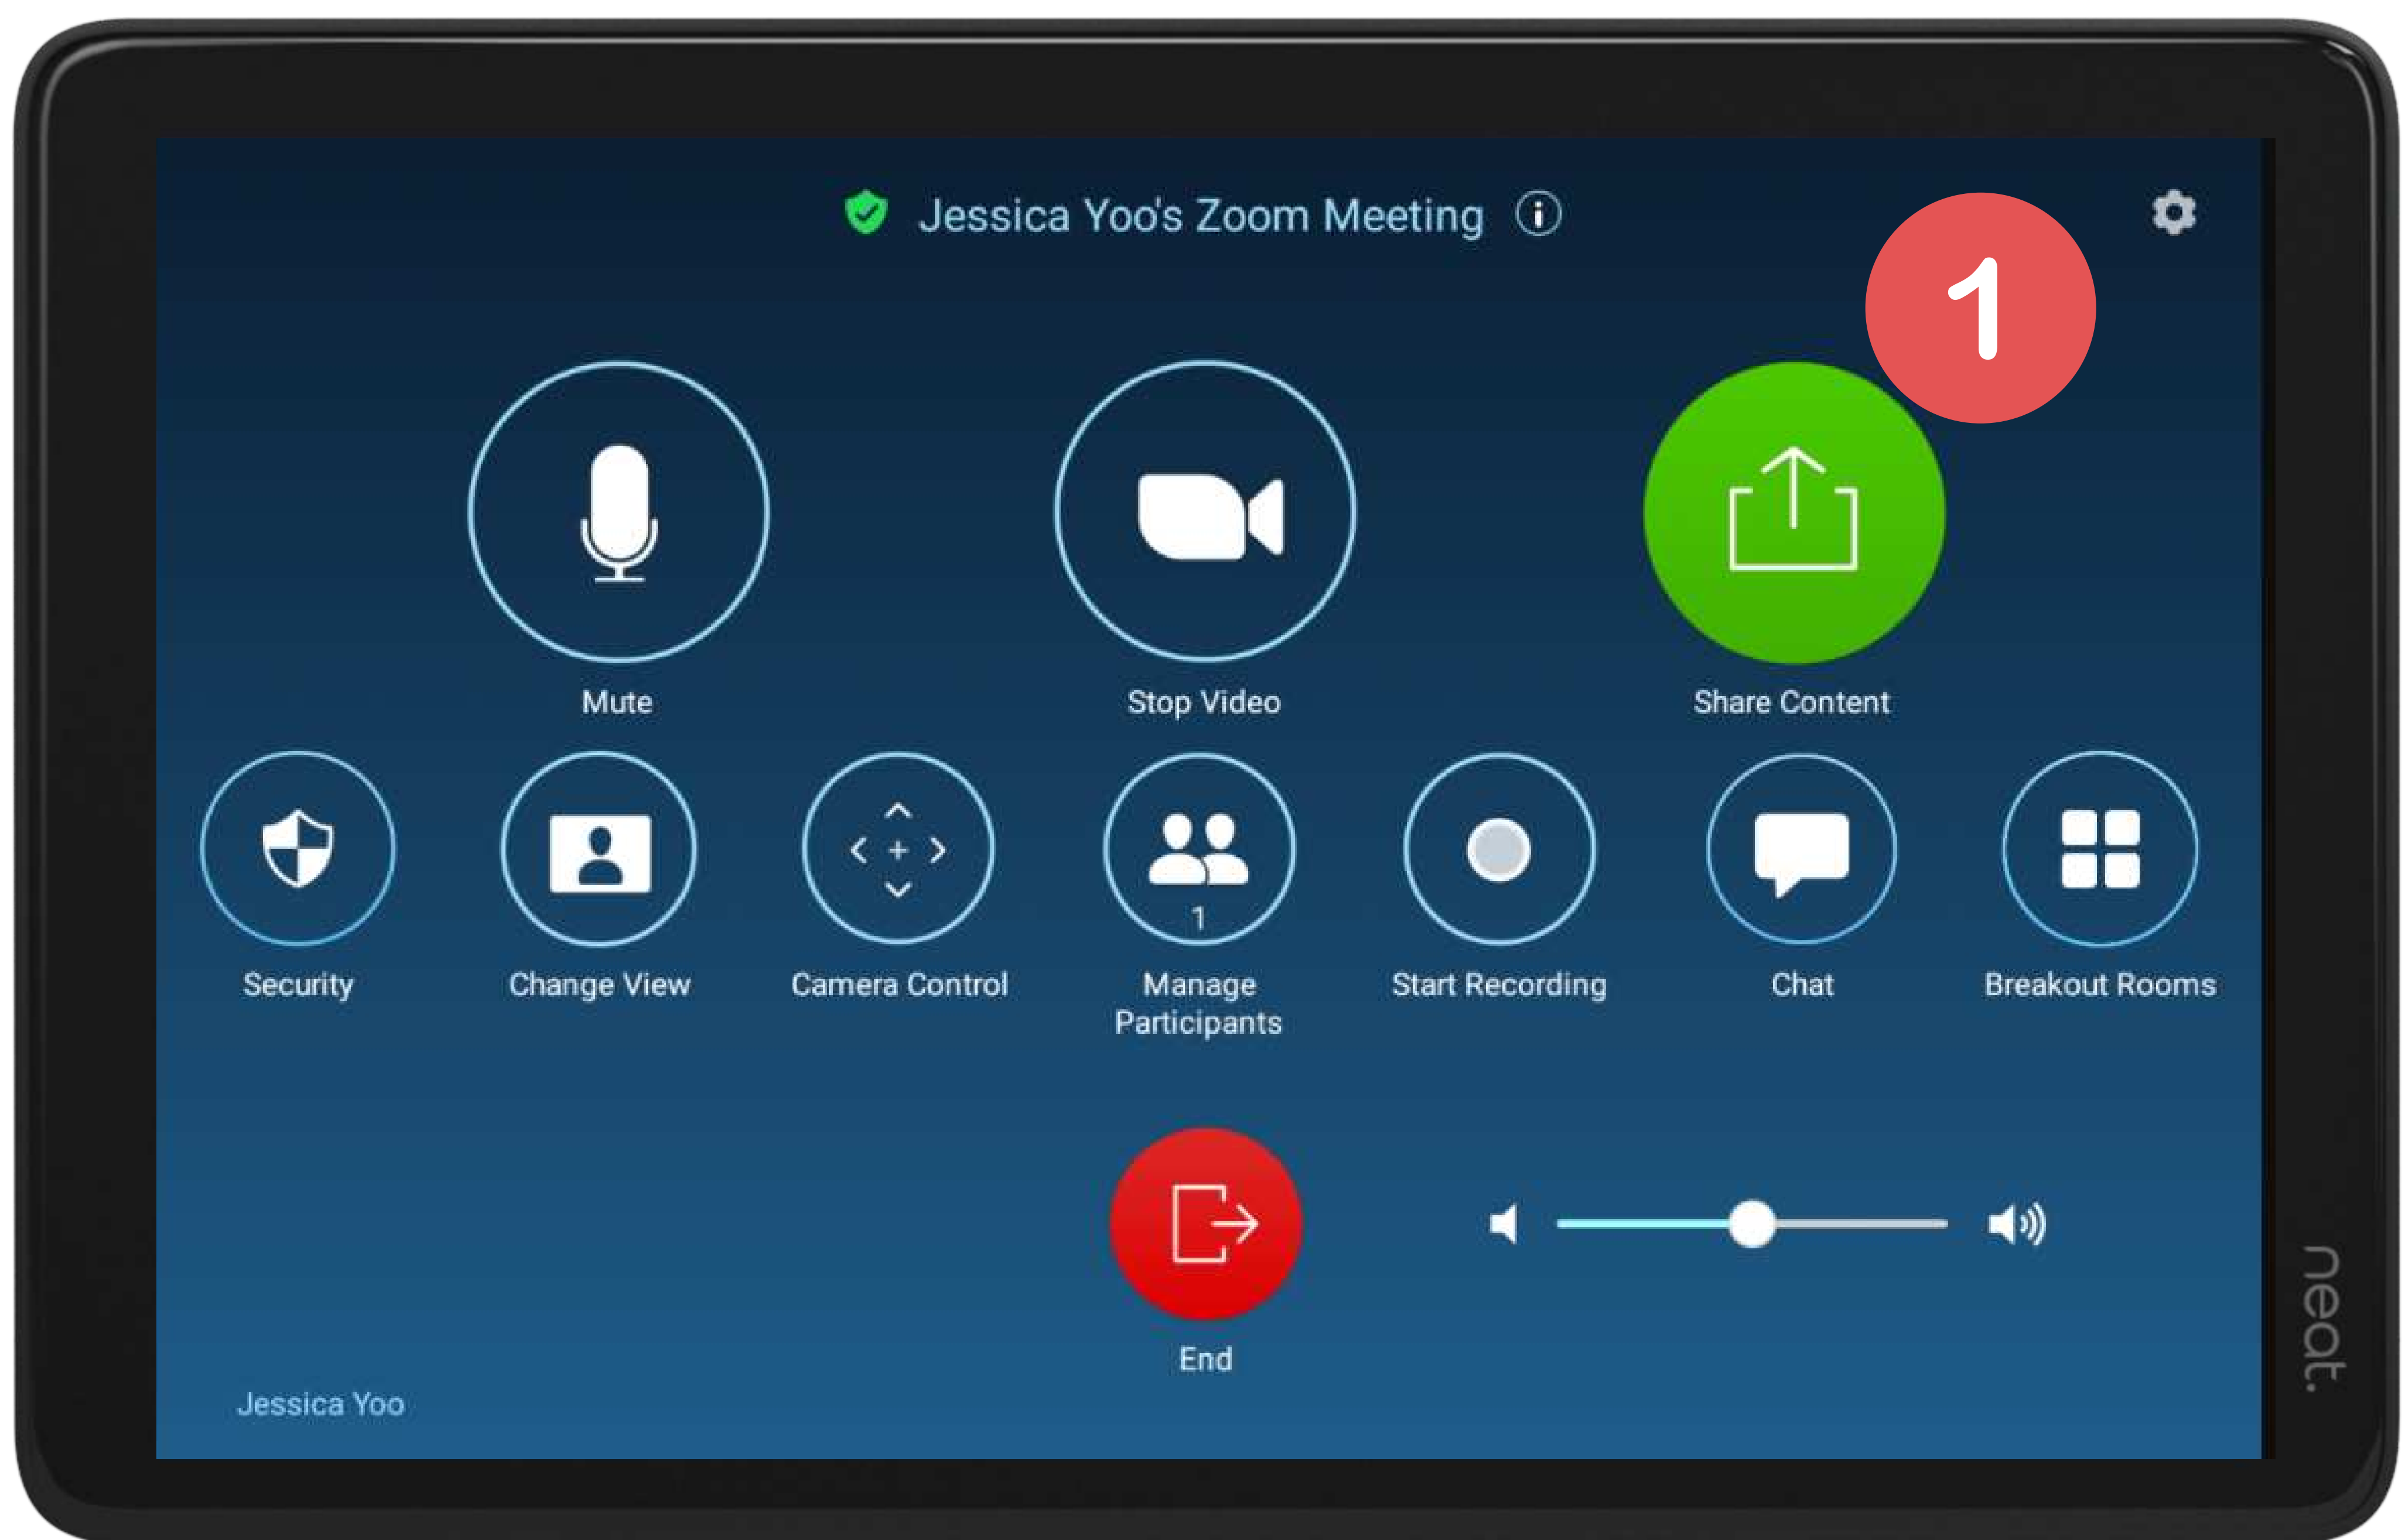 Jessica Yoo's Zoom Meeting
1
Mute
Stop Video
Share Content
1
Security
Change View
Camera Control
Manage
Participants
Start Recording
Chat
Breakout Rooms
End
Jessica Yoo
neat.